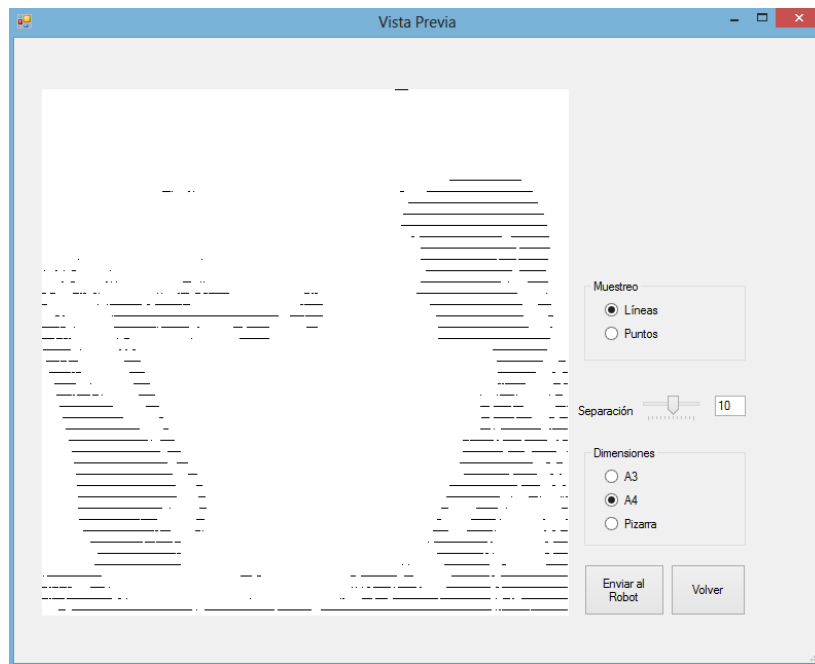 Vista Previa
Muestreo
Líneas
Puntos
Separación
10
Dimensiones
A3
A4
Pizarra
Enviar al
Robot
Volver